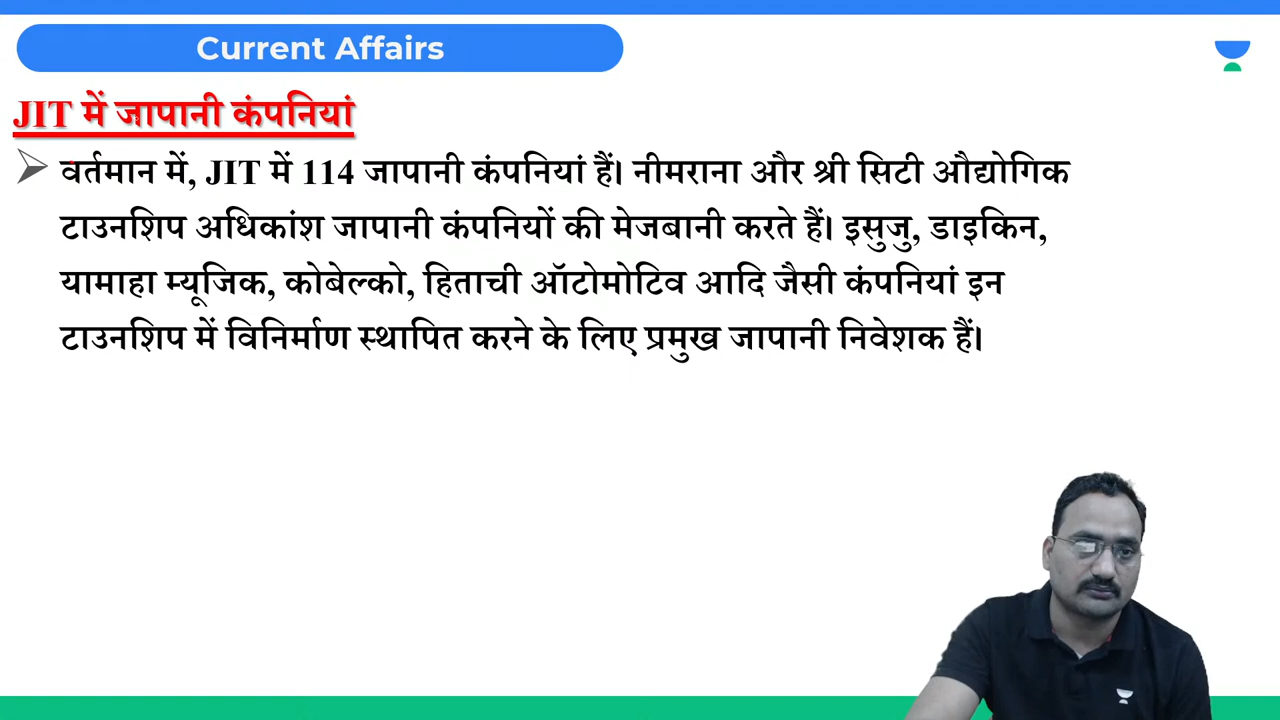 Current Affairs
JIT में जापानी कंपनियां
वर्तमान में, JIT में 114 जापानी कंपनियां हैं। नीमराना और श्री सिटी औद्योगिक
टाउनशिप अधिकांश जापानी कंपनियों की मेजबानी करते हैं। इसुजु, डाइकिन,
यामाहा म्यूजिक, कोबेल्को, हिताची ऑटोमोटिव आदि जैसी कंपनियां इन
टाउनशिप में विनिर्माण स्थापित करने के लिए प्रमुख जापानी निवेशक हैं।